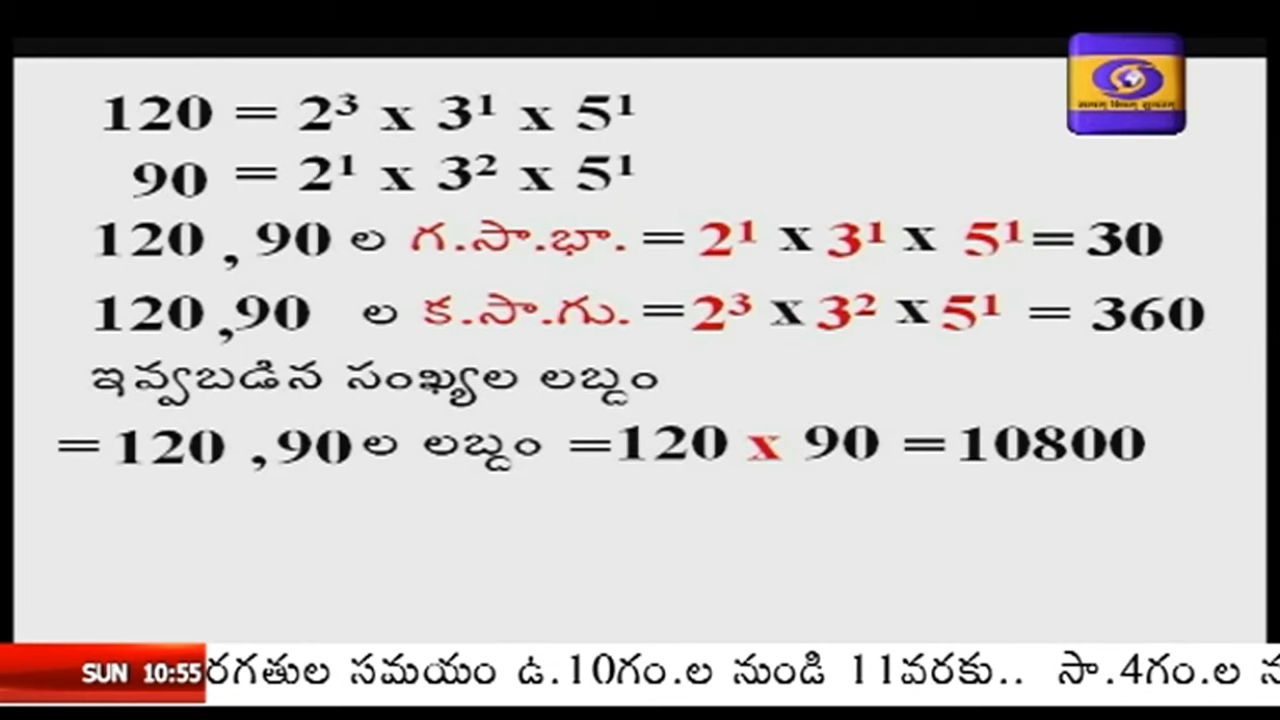 120 = 2³ x 3¹ x 5¹
90 = 2¹ x 3² x 5¹
120 , 90 ల గ.సా.భా. = 2¹ x 3¹ x 5¹ = 30
120 ,90 ల క.సా.గు. = 2³ x 3² x 5¹ = 360
ఇవ్వబడిన సంఖ్యల లబ్దం
= 120 , 90 ల లబ్దం = 120 x 90 = 10800
SUN 10:55 రగతుల సమయం ఉ.10గం.ల నుండి 11వరకు.. సా.4గం.ల